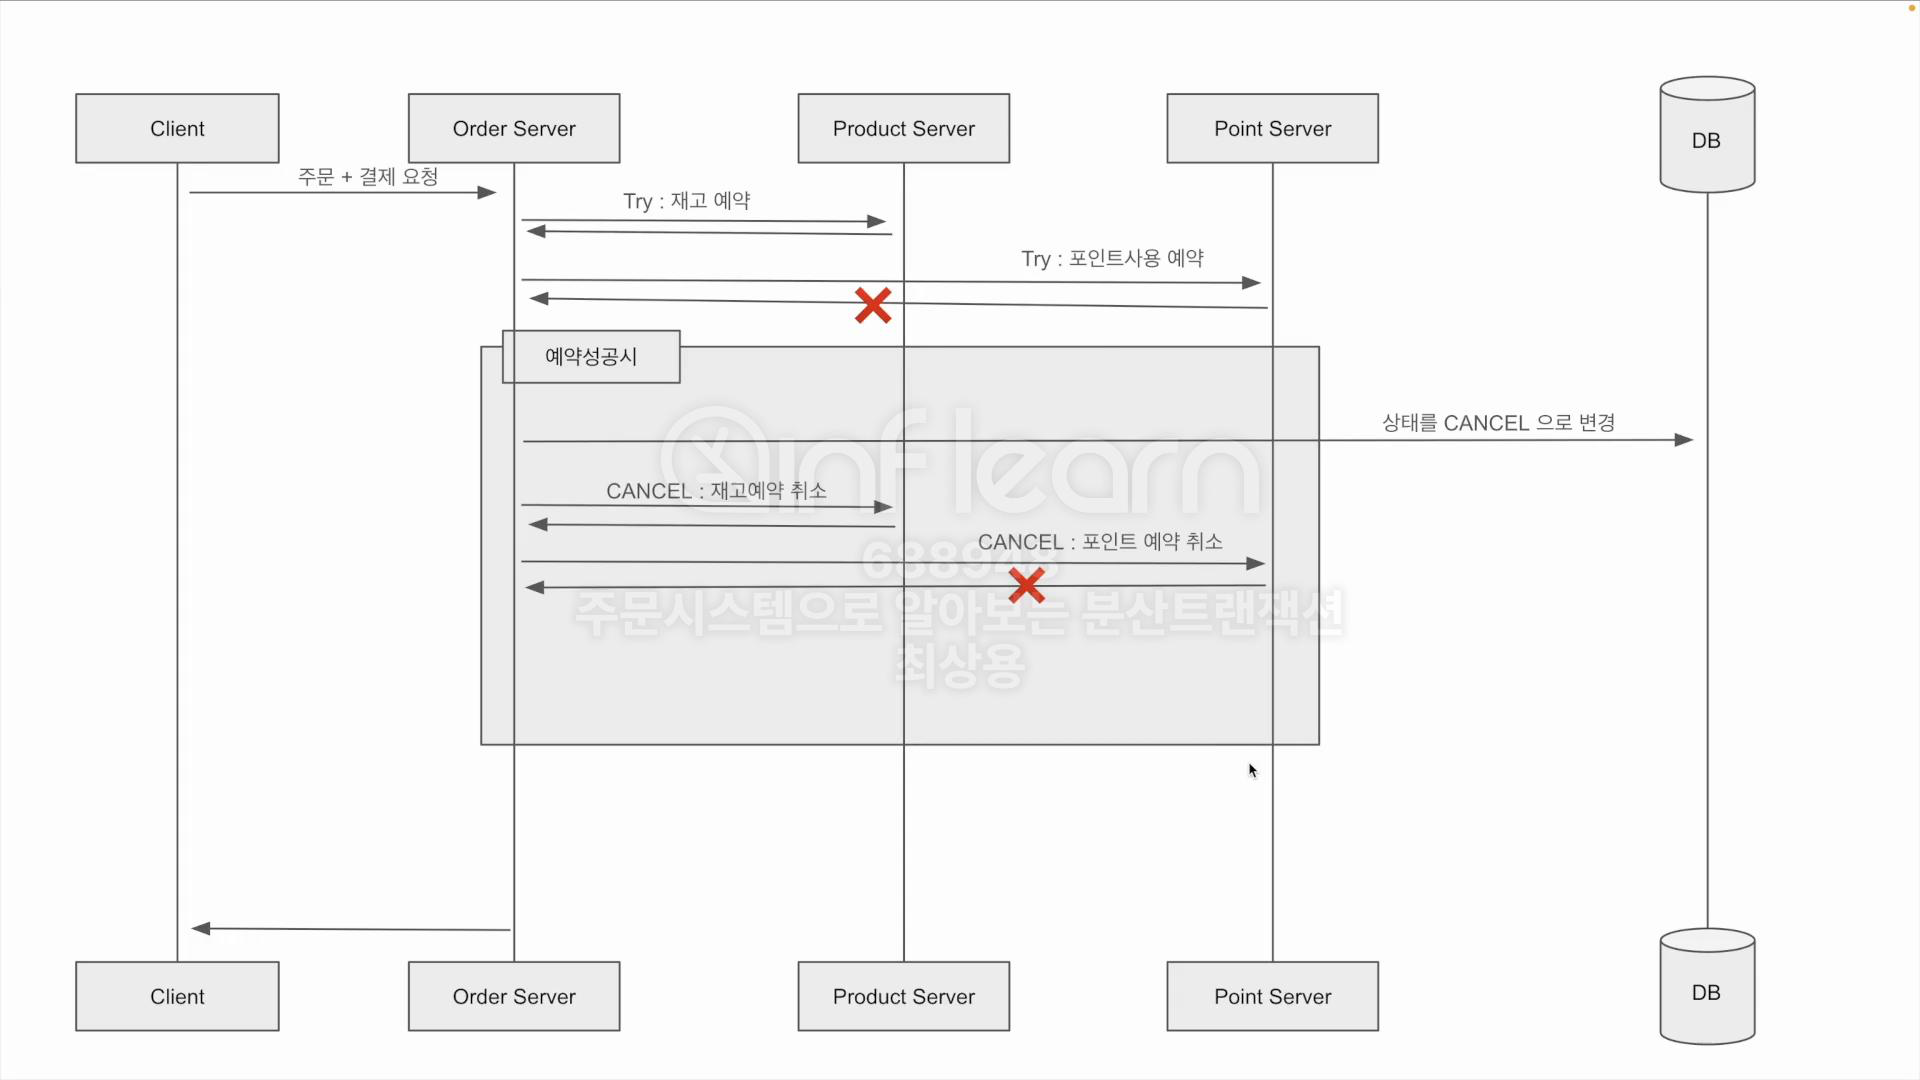 Client
Order Server
Product Server
Point Server
DB
주문 + 결제 요청
Try : 재고 예약
Try : 포인트사용 예약
예약성공시
상태를 CANCEL 으로 변경
inflearn
CANCEL : 재고예약 취소
CANCEL : 포인트 예약 취소
688948
주문시스템으로 알아보는 분산트랜잭션
최상용
Client
Order Server
Product Server
Point Server
DB